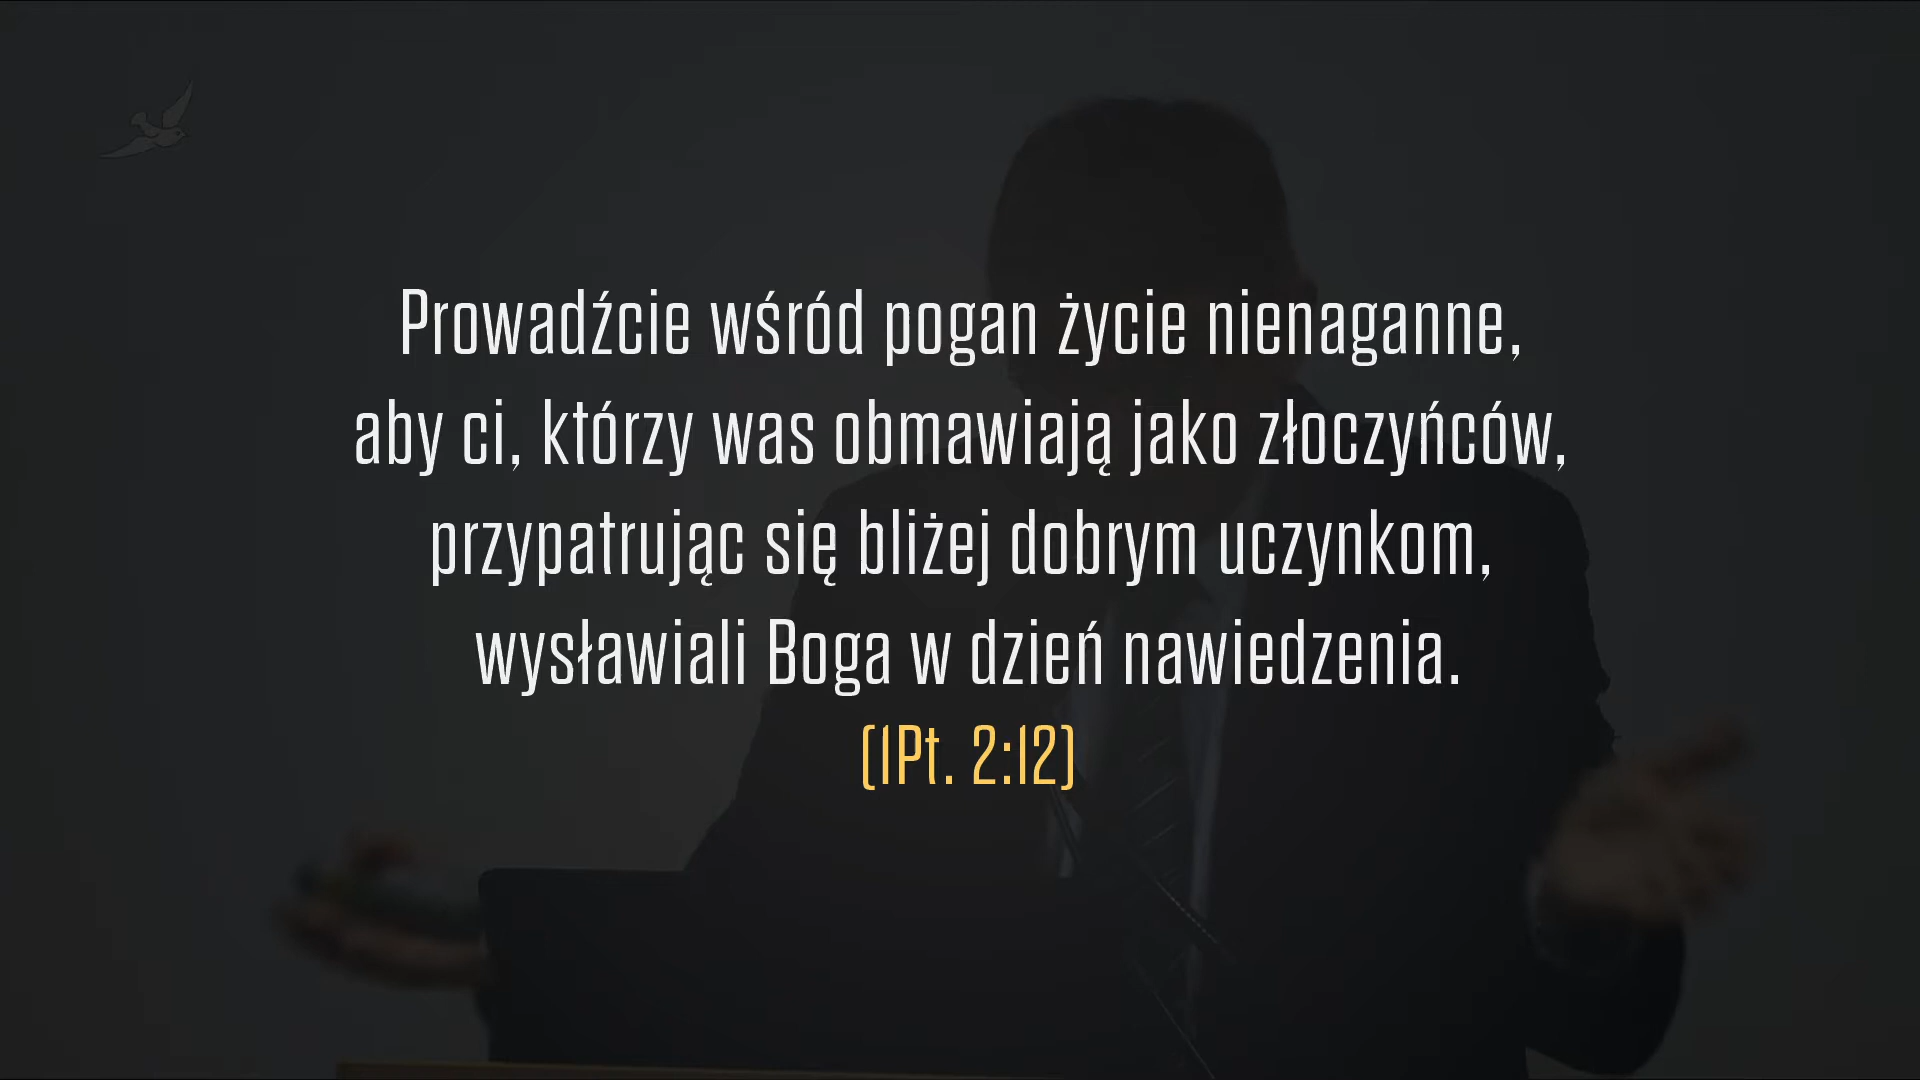 Prowadźcie wśród pogan życie nienaganne,
aby ci, którzy was obmawiają jako złoczyńców,
przypatrując się bliżej dobrym uczynkom,
wysławiali Boga w dzień nawiedzenia.
(1Pt. 2:12)